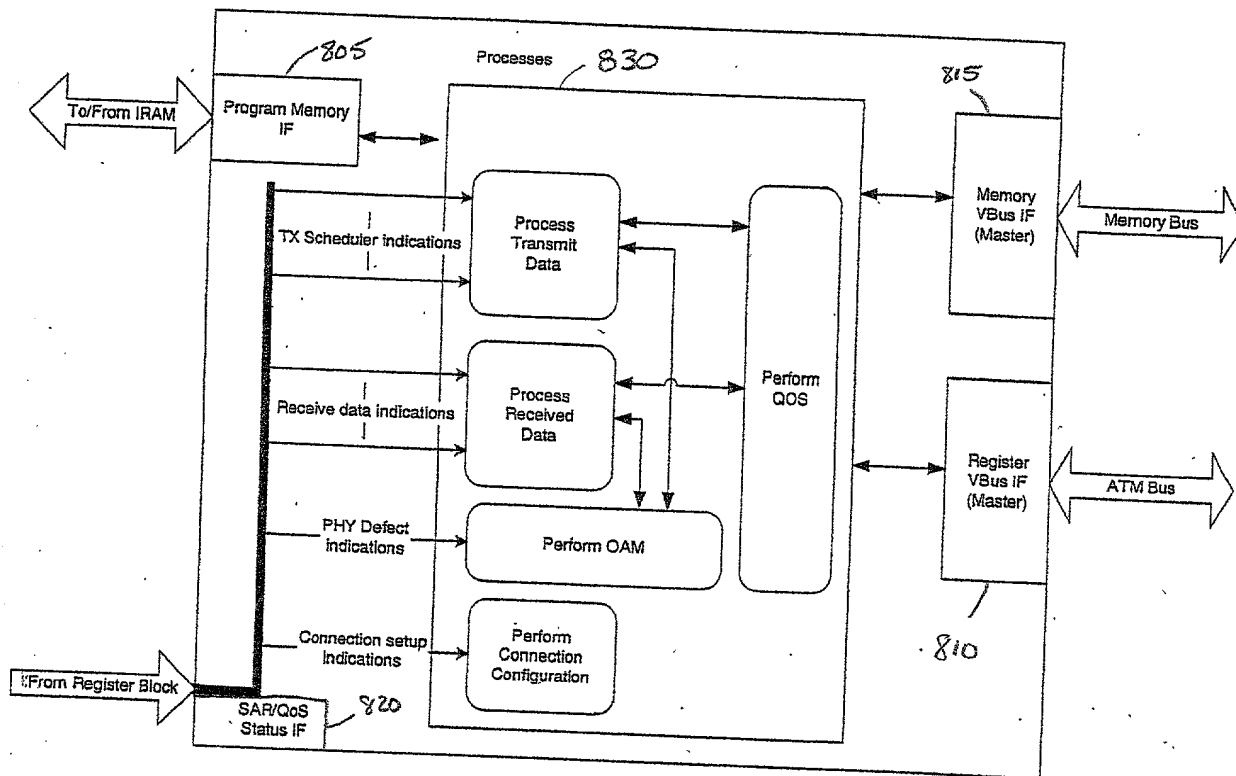 805
Processes
830
815
To/From IRAM
Program Memory
IF
Memory
VBus IF
(Master)
Memory Bus
TX Scheduler indications
Process
Transmit
Data
Receive data indications
Process
Received
Data
Perform
QOS
Register
VBus IF
(Master)
ATM Bus
PHY Defect
indications
Perform OAM
Connection setup
Indications
Perform
Connection
Configuration
810
From Register Block
SAR/QoS
Status IF
820